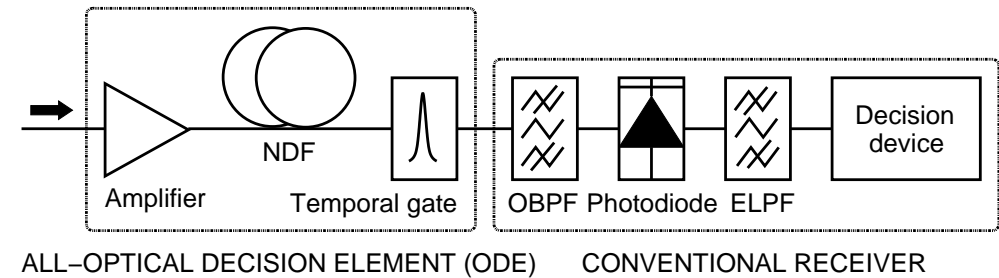 Amplifier
NDF
Temporal gate
OBPF
Photodiode
ELPF
Decision
device
ALL−OPTICAL DECISION ELEMENT (ODE)
CONVENTIONAL RECEIVER